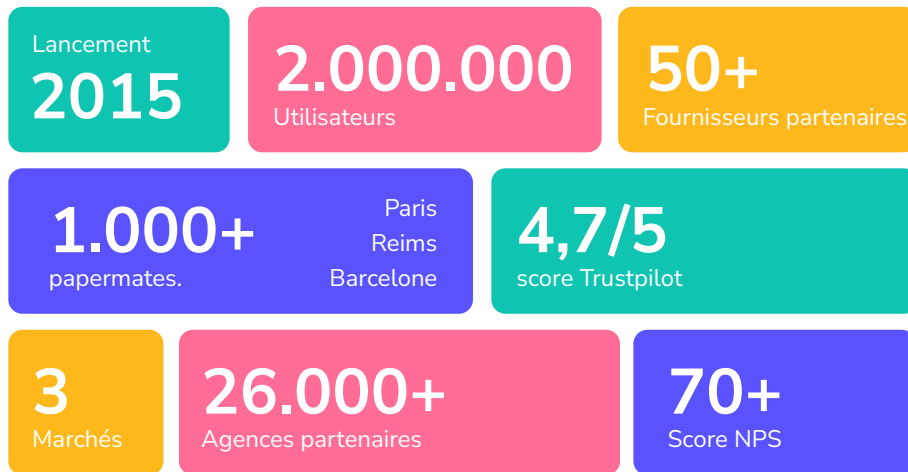 Lancement
2015
2.000.000
Utilisateurs
50+
Fournisseurs partenaires
1.000+
papermates.
Paris
Reims
Barcelone
4,7/5
score Trustpilot
3
Marchés
26.000+
Agences partenaires
70+
Score NPS